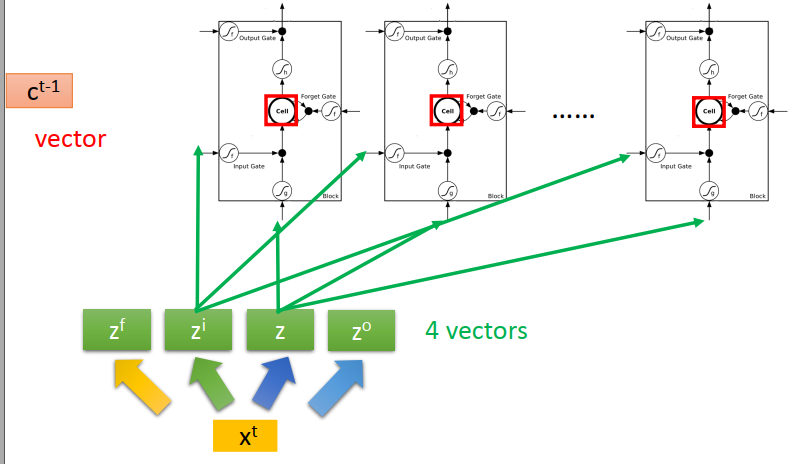 f
Output Gate
f
Output Gate
f
Output Gate
h
h
h
c^t-1
Forget Gate
Forget Gate
Forget Gate
Cell
f
Cell
f
......
Cell
f
vector
f
f
f
Input Gate
Input Gate
Input Gate
g
Block
g
Block
g
Block
z^f
z^i
z
z^o
4 vectors
x^t